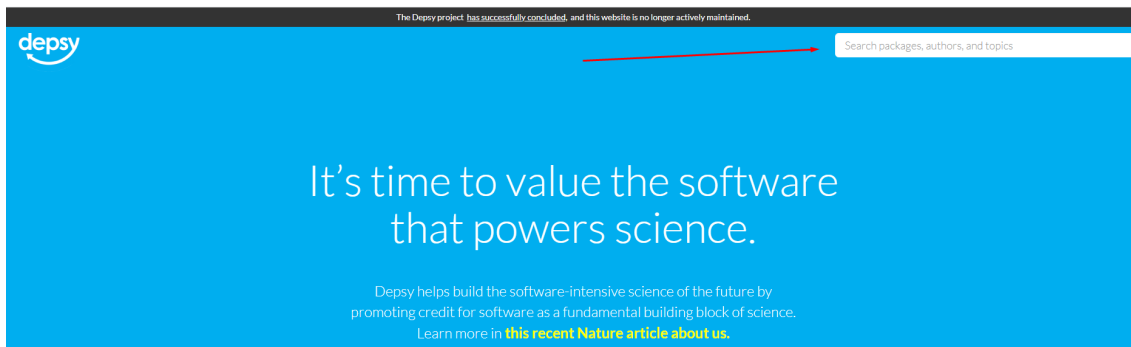 The Depsy project has successfully concluded, and this website is no longer actively maintained.
depsy
Search packages, authors, and topics
It's time to value the software
that powers science.
Depsy helps build the software-intensive science of the future by
promoting credit for software as a fundamental building block of science.
Learn more in this recent Nature article about us.